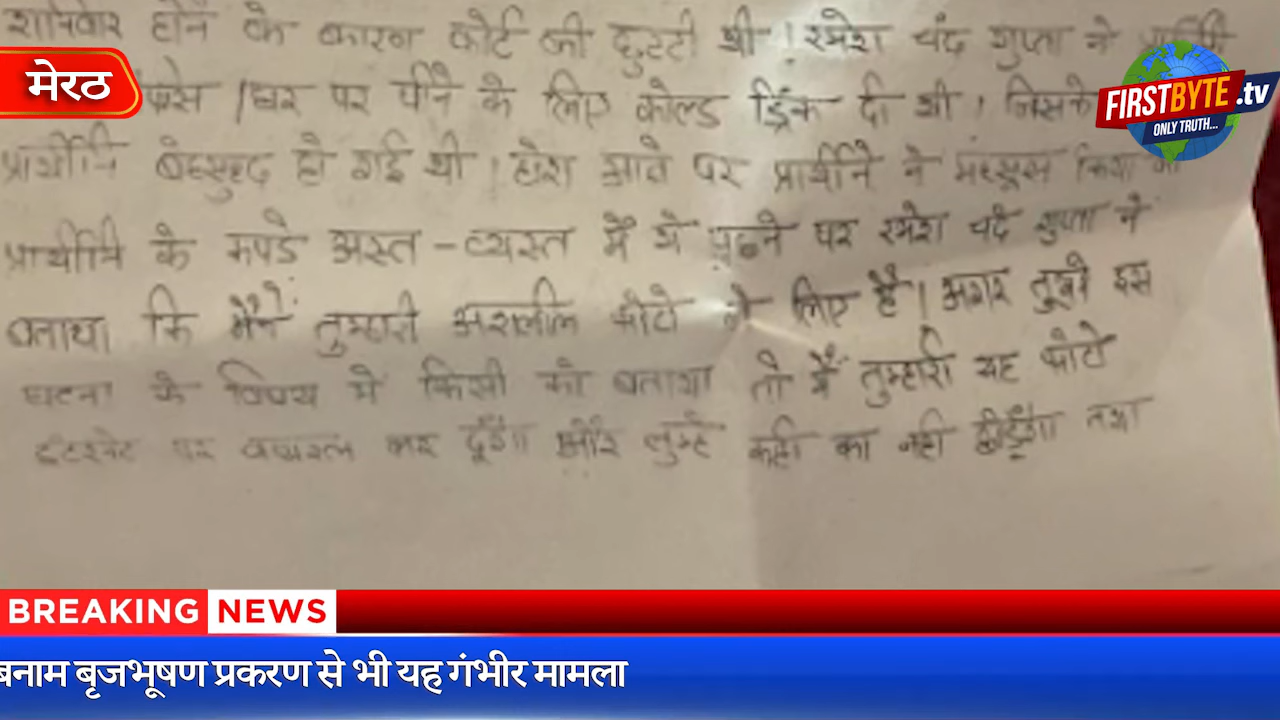 शनिवार होने के कारण कोर्ट की छुट्टी थी। रमेश चंद गुप्ता ने
मेरठ
/ घर पर पीने के लिए कोल्ड ड्रिंक दी थी। जिसके
FIRSTBYTE.tv
ONLY TRUTH...
प्रार्थीनि बेहसुद हो गई थी। होश आने पर प्रार्थीनि ने महसूस किया
प्रार्थीनि के कपडे अस्त-व्यस्त में थे पूछने पर रमेश चंद गुप्ता ने
बताया कि मैनें तुम्हारी अशलील फोटो ले लिए है। अगर तुमने इस
घटना के विषय मे किसी को बताया तो मैं तुम्हारी यह फोटो
इंटरनेट पर वायरल कर दूँगा और तुम्हे कही का नही छोडूँगा तथा
BREAKING NEWS
बनाम बृजभूषण प्रकरण से भी यह गंभीर मामला